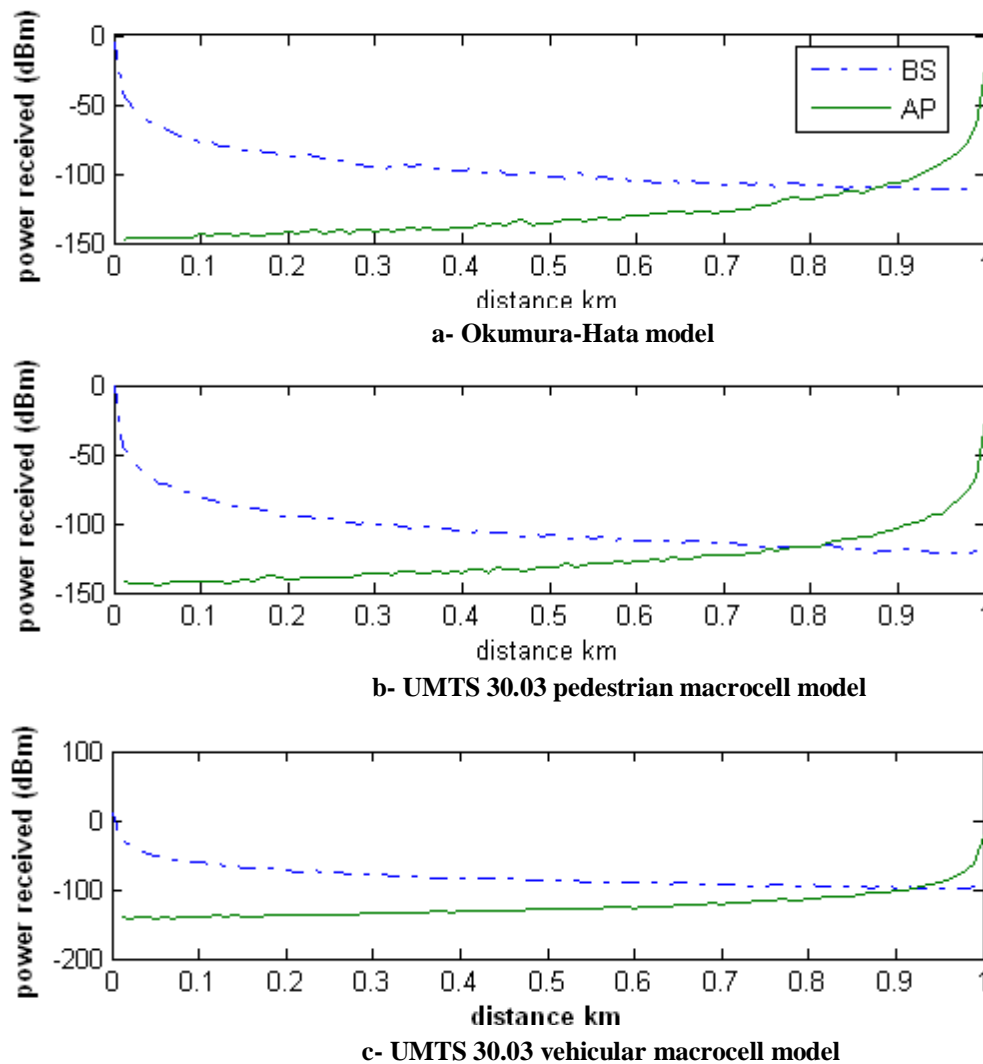 power received (dBm)
0
-50
-100
-150
BS
AP
0 0.1 0.2 0.3 0.4 0.5 0.6 0.7 0.8 0.9 1
distance km
a- Okumura-Hata model
power received (dBm)
0
-50
-100
-150
0 0.1 0.2 0.3 0.4 0.5 0.6 0.7 0.8 0.9 1
distance km
b- UMTS 30.03 pedestrian macrocell model
power received (dBm)
100
0
-100
-200
0 0.1 0.2 0.3 0.4 0.5 0.6 0.7 0.8 0.9 1
distance km
c- UMTS 30.03 vehicular macrocell model